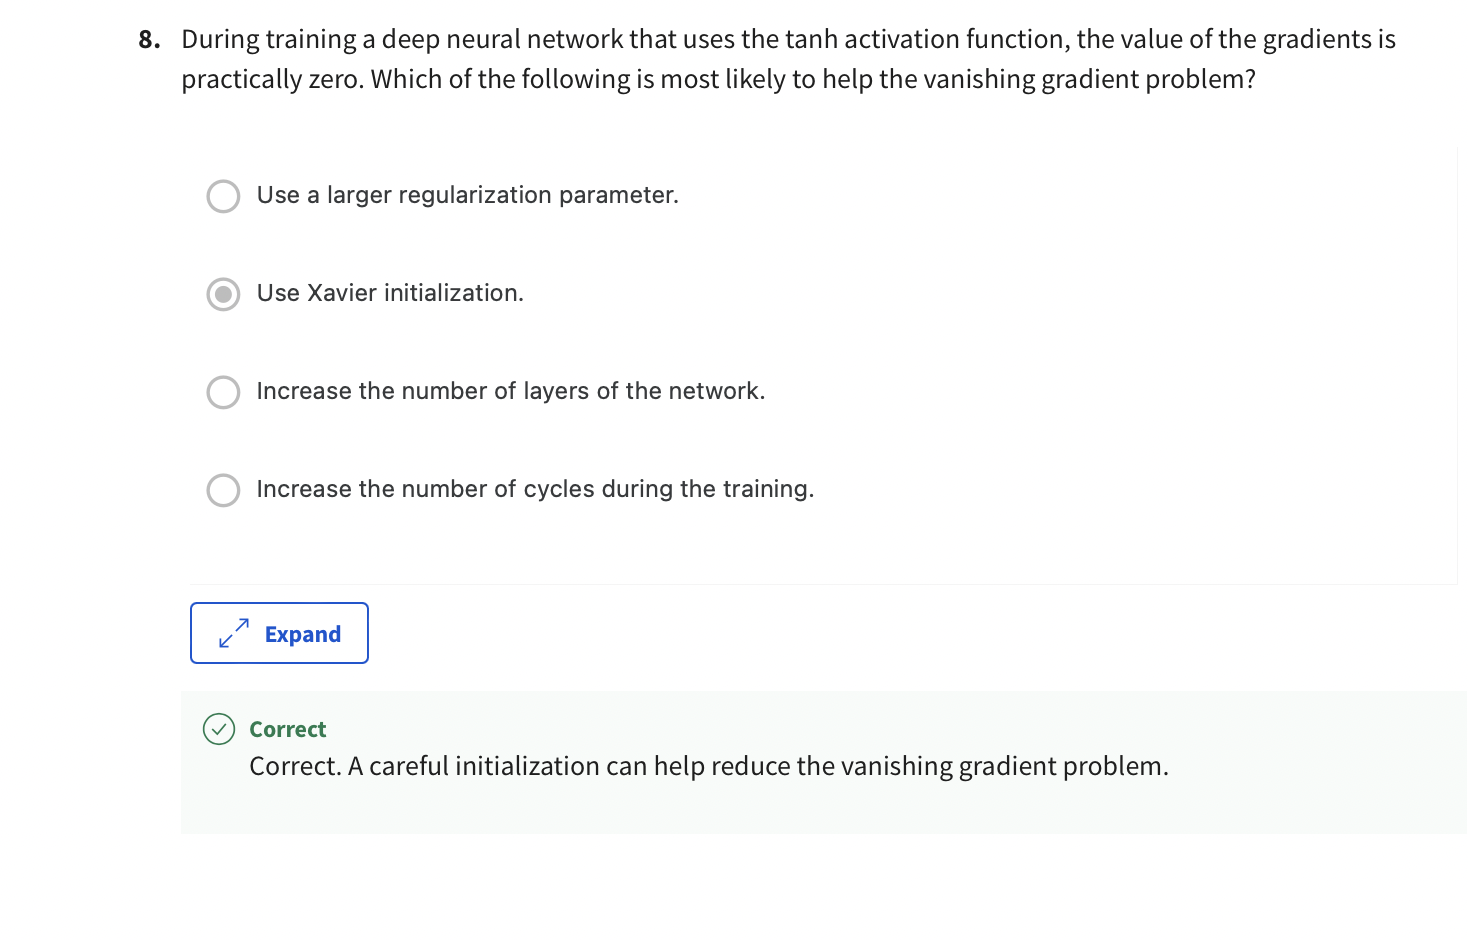 8. During training a deep neural network that uses the tanh activation function, the value of the gradients is
practically zero. Which of the following is most likely to help the vanishing gradient problem?
Use a larger regularization parameter.
Use Xavier initialization.
Increase the number of layers of the network.
Increase the number of cycles during the training.
Expand
Correct
Correct. A careful initialization can help reduce the vanishing gradient problem.